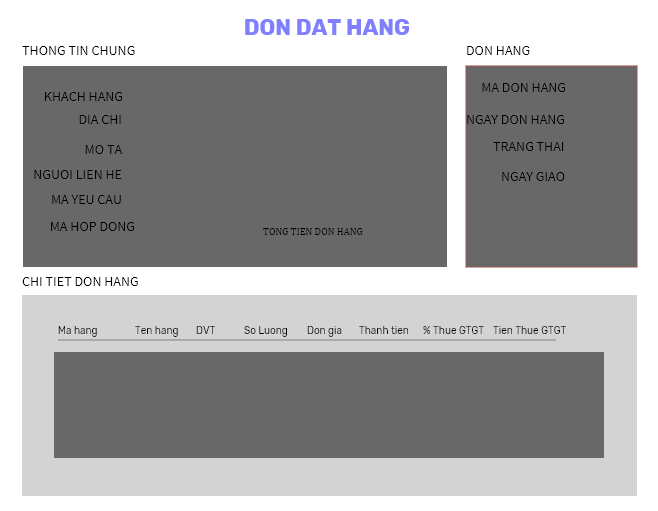 DON DAT HANG
THONG TIN CHUNG
KHACH HANG
DIA CHI
MO TA
NGUOI LIEN HE
MA YEU CAU
MA HOP DONG
TONG TIEN DON HANG
DON HANG
MA DON HANG
NGAY DON HANG
TRANG THAI
NGAY GIAO
CHI TIET DON HANG
Ma hang Ten hang DVT So Luong Don gia Thanh tien % Thue GTGT Tien Thue GTGT